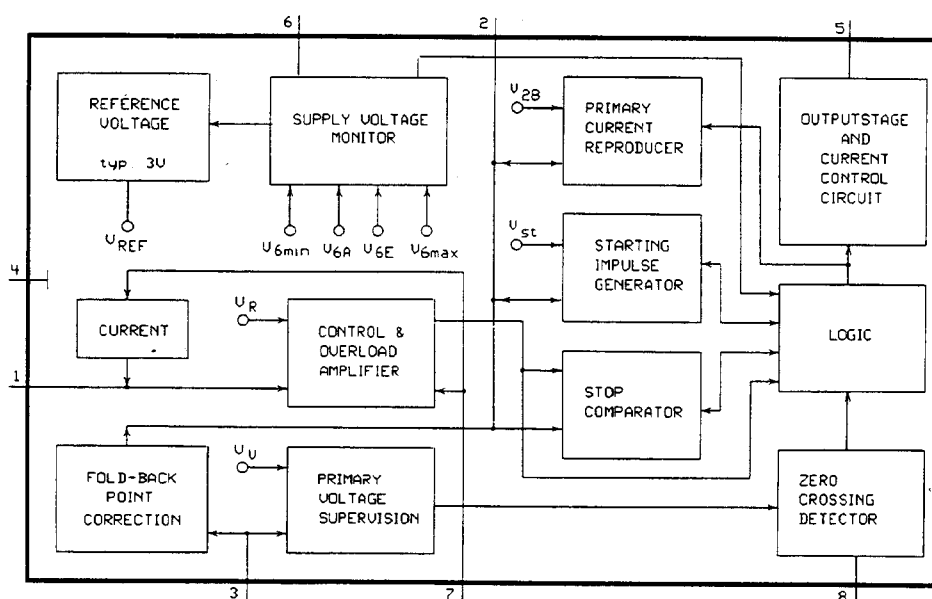 6
2
5
REFÉRENCE
VOLTAGE
typ. 3V
SUPPLY VOLTAGE
MONITOR
V2B
PRIMARY
CURRENT
REPRODUCER
OUTPUTSTAGE
AND
CURRENT
CONTROL
CIRCUIT
VREF
V6min
V6A
V6E
V6max
Vst
STARTING
IMPULSE
GENERATOR
4
CURRENT
VR
CONTROL &
OVERLOAD
AMPLIFIER
LOGIC
1
STOP
COMPARATOR
FOLD-BACK
POINT
CORRECTION
VV
PRIMARY
VOLTAGE
SUPERVISION
ZERO
CROSSING
DETECTOR
3
7
8